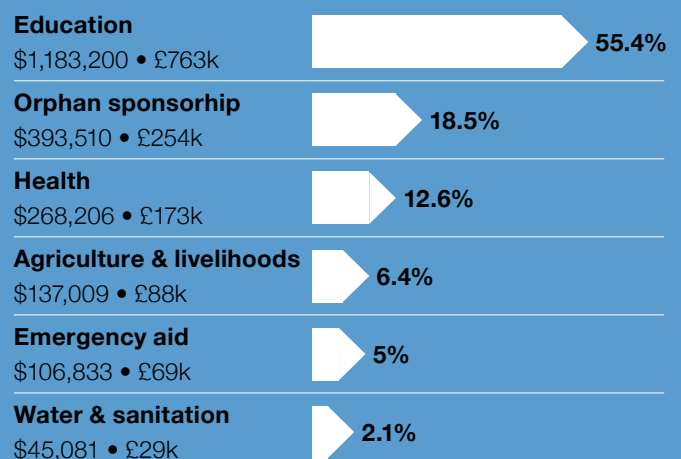 Education
$1,183,200 • £763k
55.4%
Orphan sponsorhip
$393,510 • £254k
18.5%
Health
$268,206 • £173k
12.6%
Agriculture & livelihoods
$137,009 • £88k
6.4%
Emergency aid
$106,833 • £69k
5%
Water & sanitation
$45,081 • £29k
2.1%